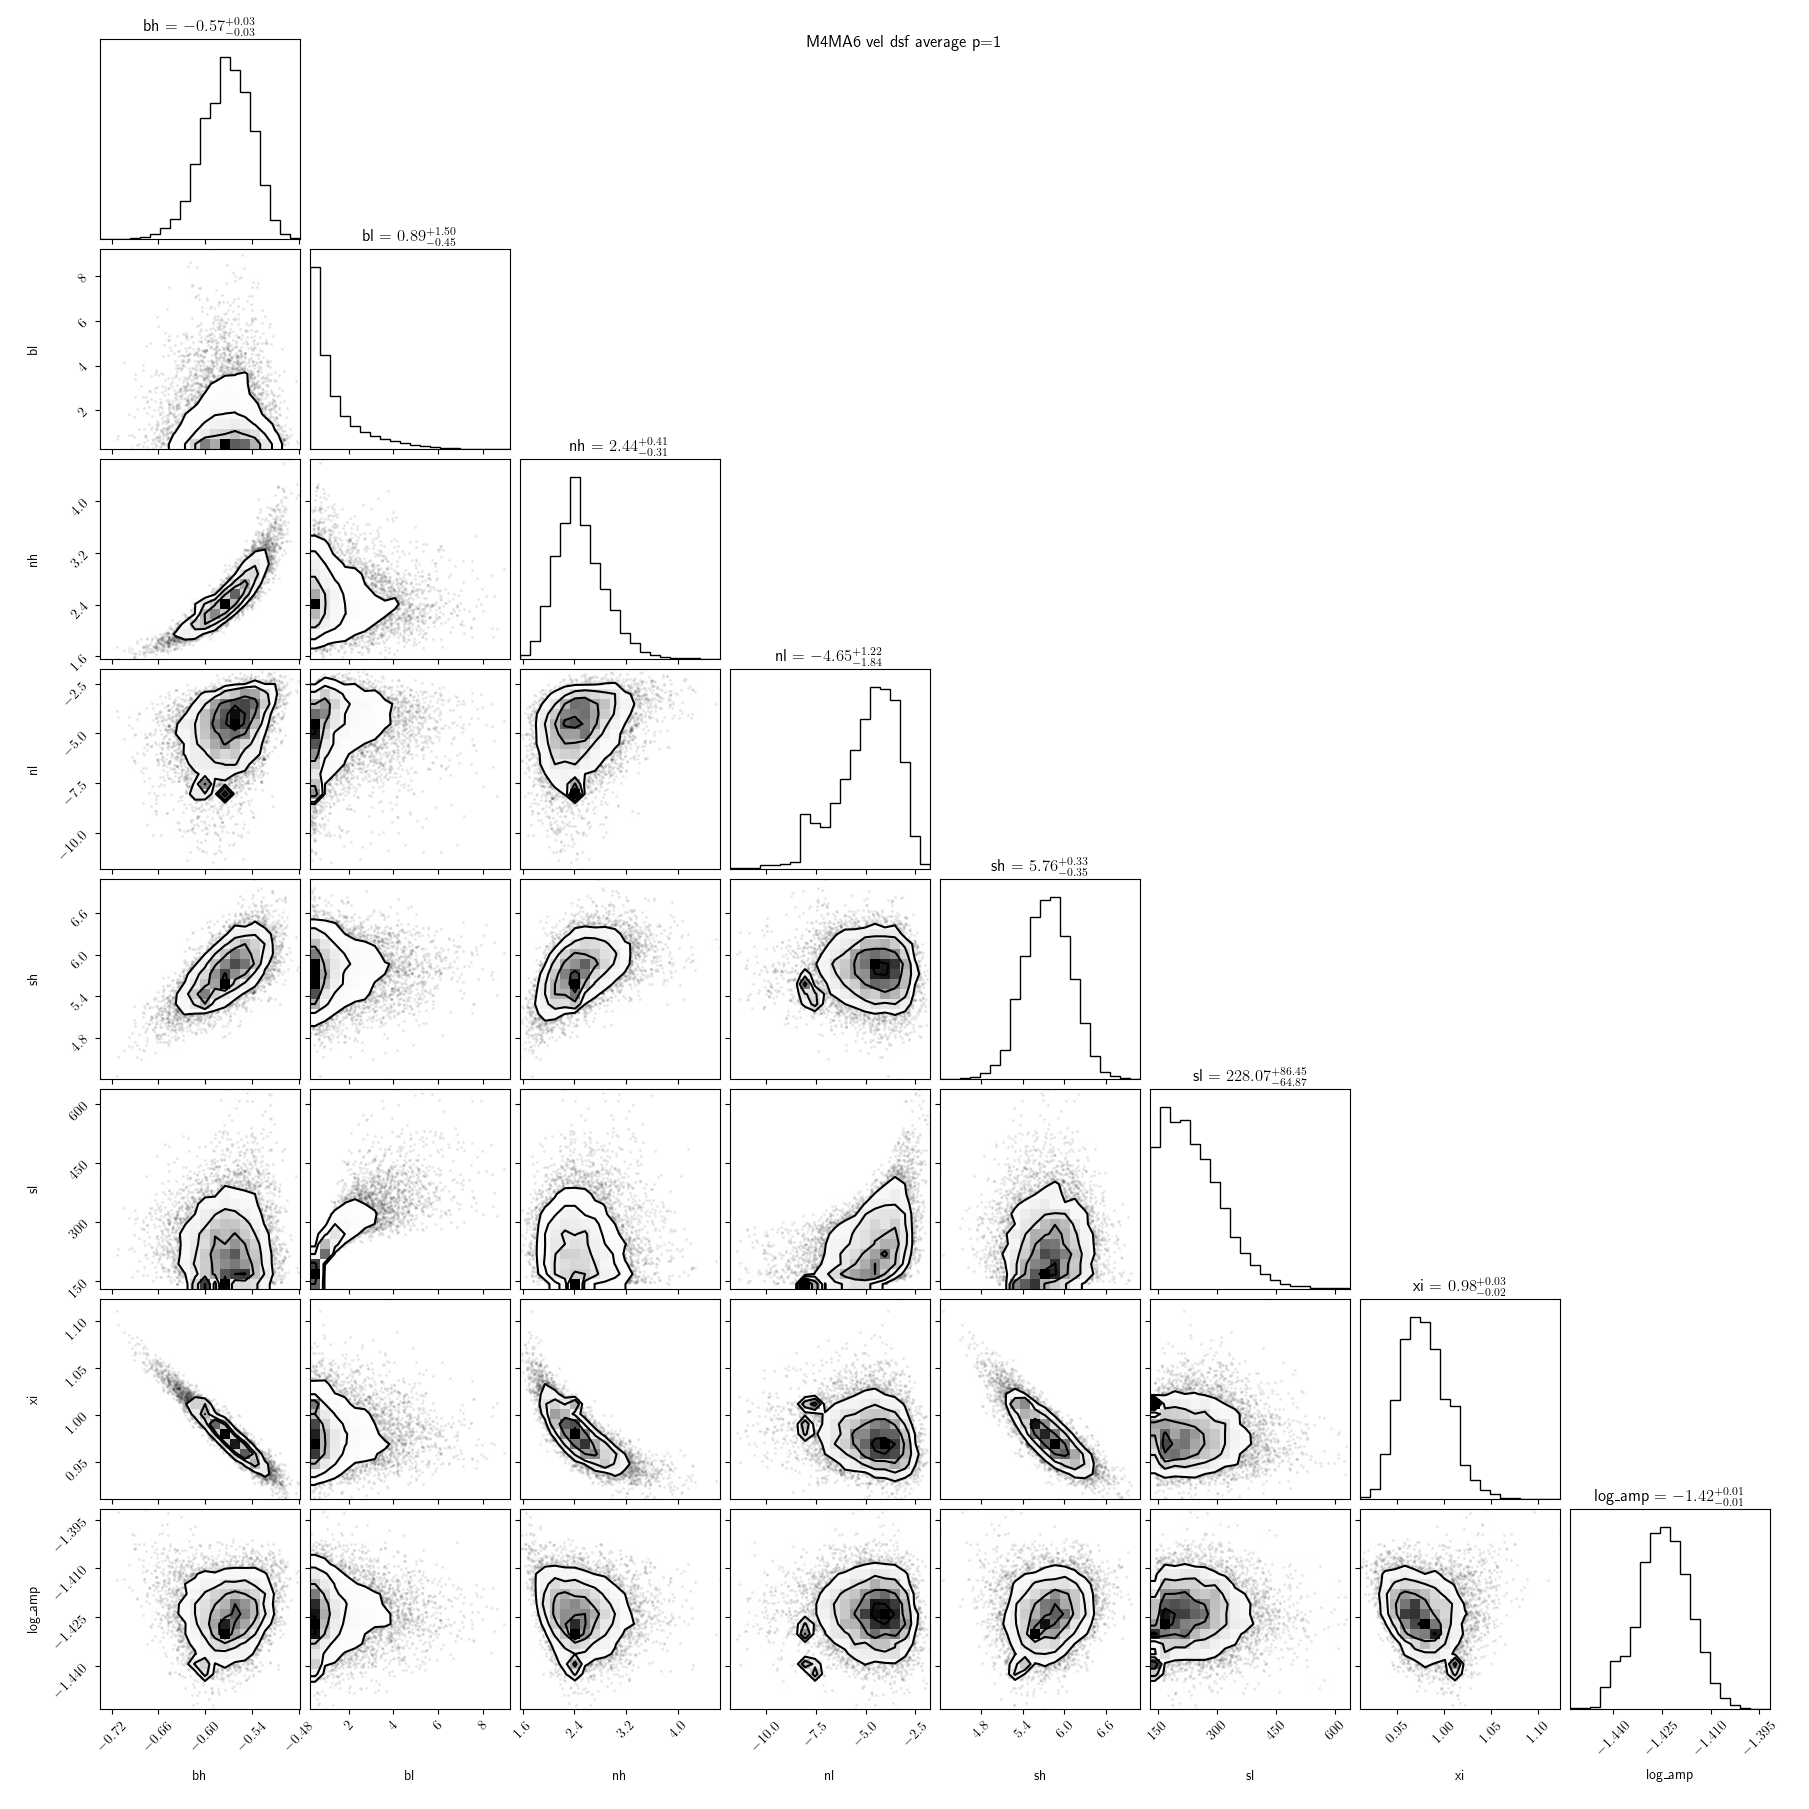 M4MA6 vel dsf average p=1
bh = −0.57+0.03 −0.03
bl = 0.89+1.50 −0.45
bl
8
6
4
2
nh = 2.44+0.41 −0.31
nh
4.0
3.2
2.4
1.6
nl = −4.65+1.22 −1.84
nl
−2.5
−5.0
−7.5
−10.0
sh = 5.76+0.33 −0.35
sh
6.6
6.0
5.4
4.8
sl = 228.07+86.45 −64.87
sl
600
450
300
150
xi = 0.98+0.03 −0.02
xi
1.10
1.05
1.00
0.95
log_amp = −1.42+0.01 −0.01
log_amp
−1.395
−1.410
−1.425
−1.440
−0.72 −0.66 −0.60 −0.54 −0.48 2 4 6 8 1.6 2.4 3.2 4.0 −10.0 −7.5 −5.0 −2.5 4.8 5.4 6.0 6.6 150 300 450 600 0.95 1.00 1.05 1.10 −1.440 −1.425 −1.410 −1.395
bh bl nh nl sh sl xi log_amp